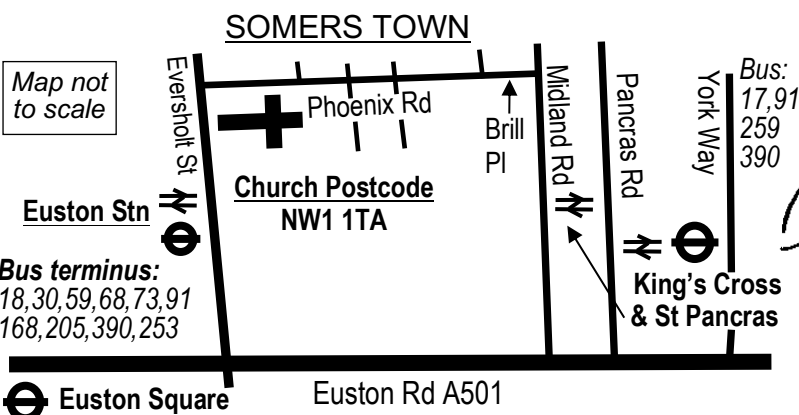 SOMERS TOWN
Map not
to scale
Eversholt St
Phoenix Rd
Brill
Pl
Midland Rd
Pancras Rd
York Way
Bus:
17,91
259
390
Church Postcode
NW1 1TA
Euston Stn
Bus terminus:
18,30,59,68,73,91
168,205,390,253
King's Cross
& St Pancras
Euston Square
Euston Rd A501